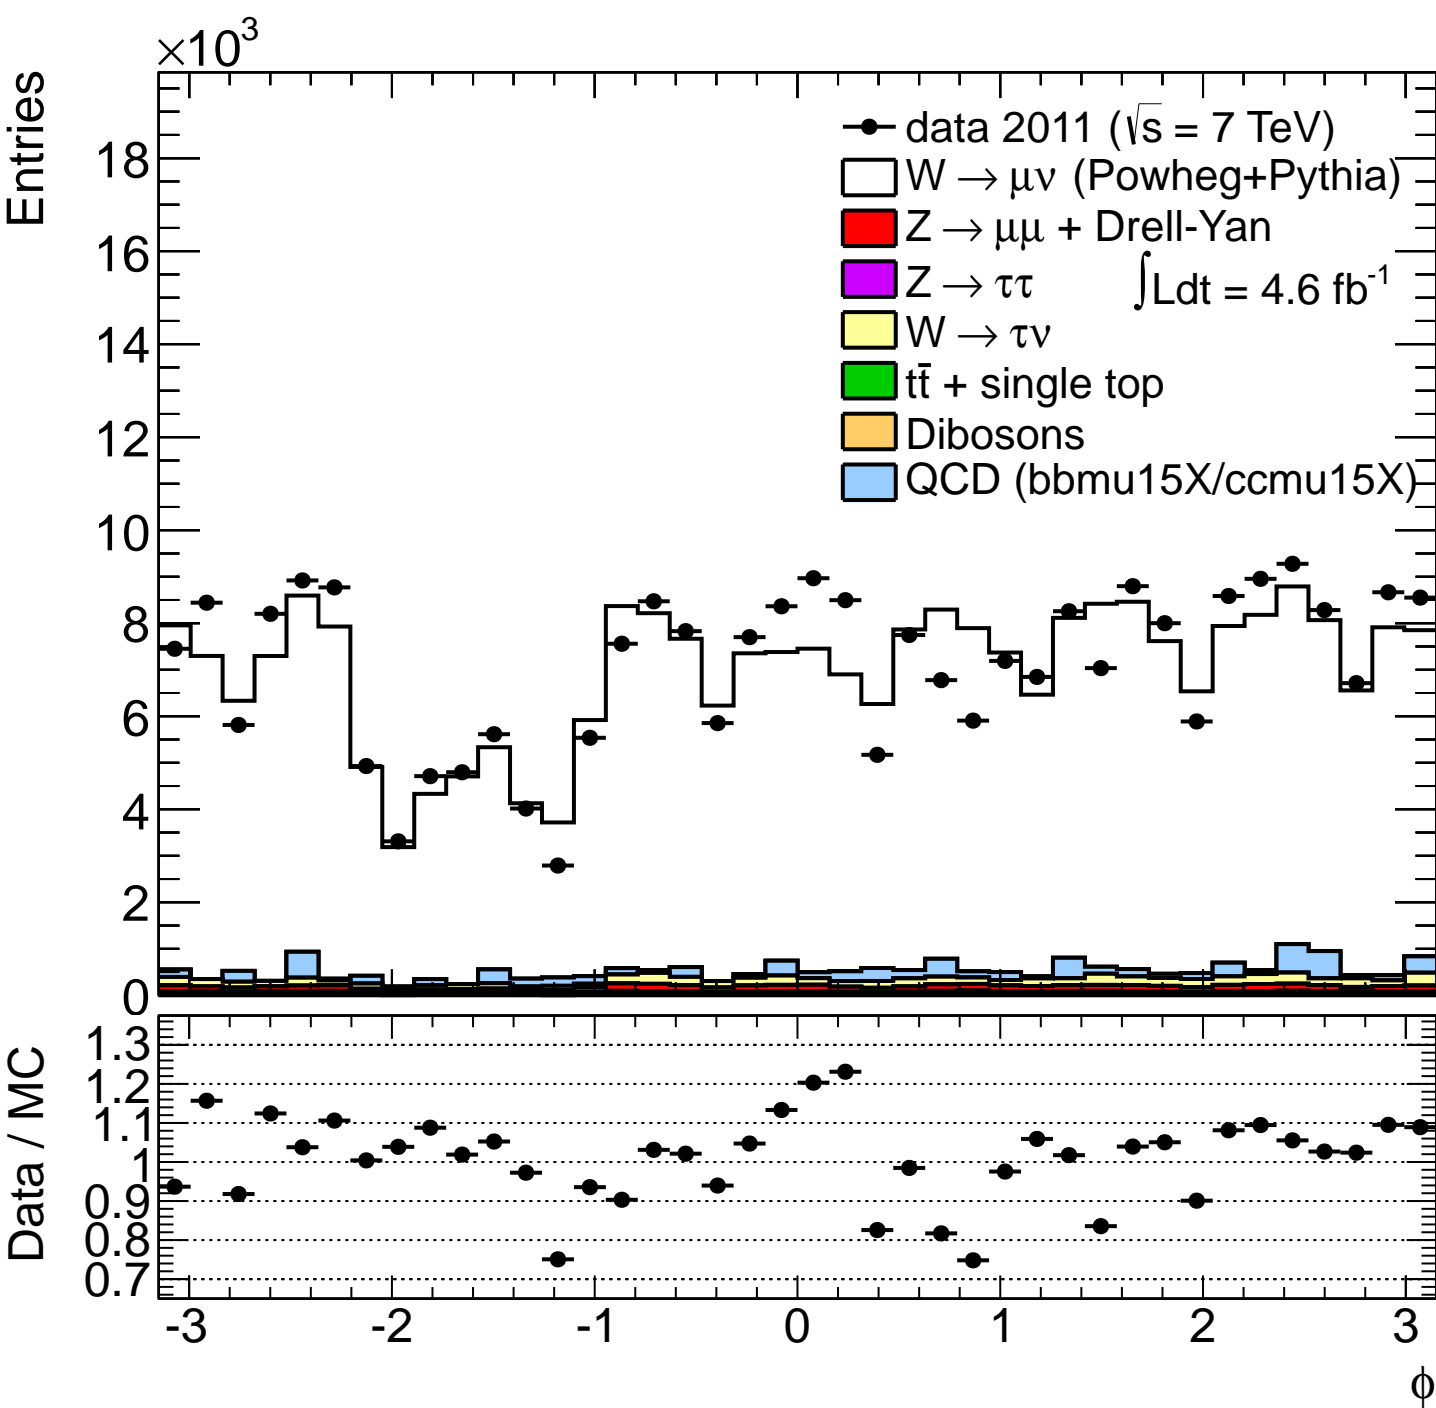 ×10³
Entries
18
16
14
12
10
8
6
4
2
0
data 2011 (√s = 7 TeV)
W → μν (Powheg+Pythia)
Z → μμ + Drell-Yan
Z → ττ
∫Ldt = 4.6 fb⁻¹
W → τν
tt̄ + single top
Dibosons
QCD (bbmu15X/ccmu15X)
Data / MC
1.3
1.2
1.1
1
0.9
0.8
0.7
-3 -2 -1 0 1 2 3
ϕ